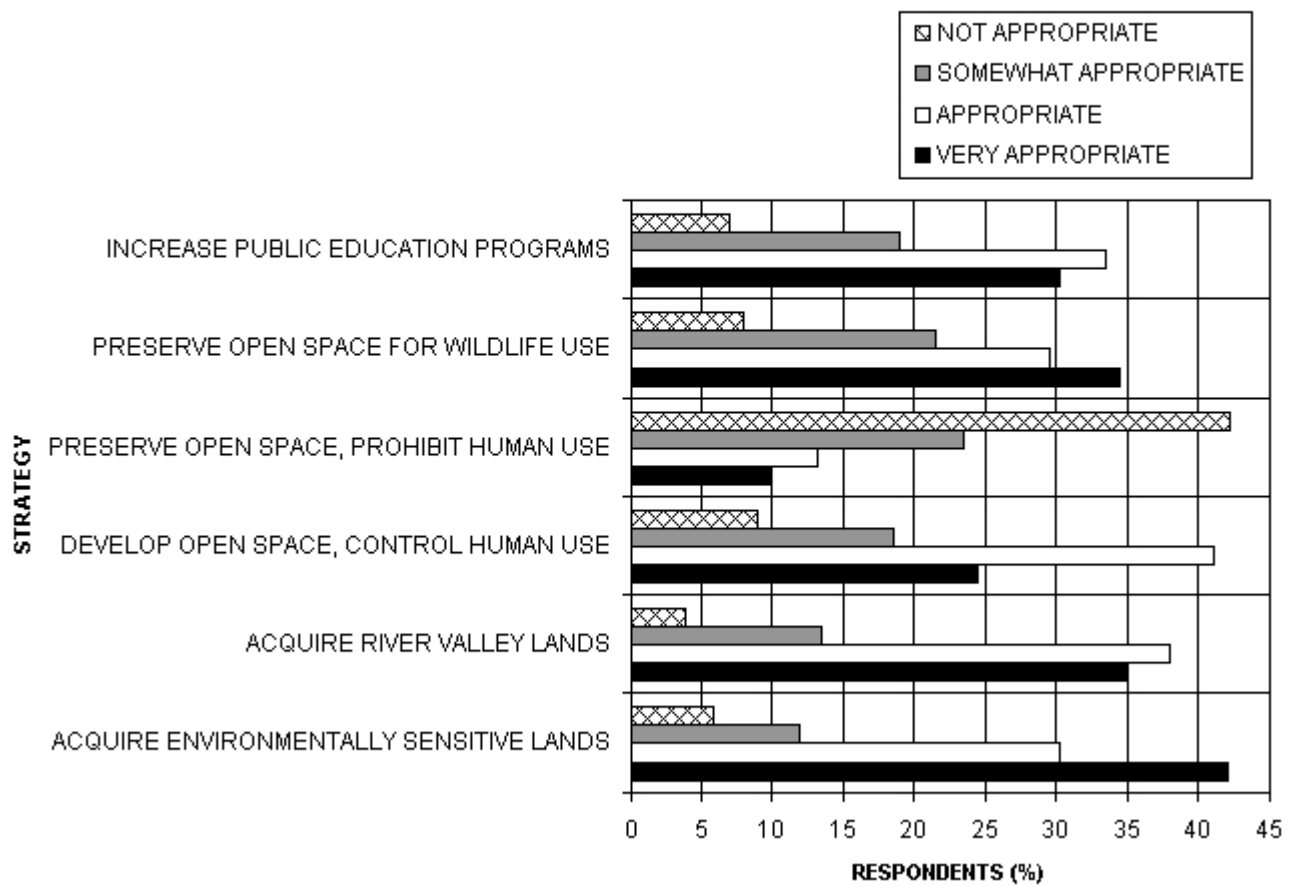 NOT APPROPRIATE
SOMEWHAT APPROPRIATE
APPROPRIATE
VERY APPROPRIATE
STRATEGY
INCREASE PUBLIC EDUCATION PROGRAMS
PRESERVE OPEN SPACE FOR WILDLIFE USE
PRESERVE OPEN SPACE, PROHIBIT HUMAN USE
DEVELOP OPEN SPACE, CONTROL HUMAN USE
ACQUIRE RIVER VALLEY LANDS
ACQUIRE ENVIRONMENTALLY SENSITIVE LANDS
0 5 10 15 20 25 30 35 40 45
RESPONDENTS (%)